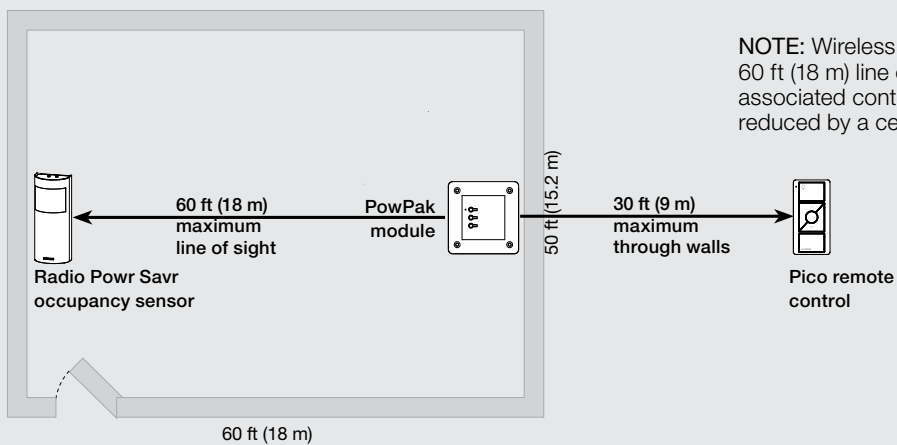 NOTE: Wireless
60 ft (18 m) line
associated cont
reduced by a ce
60 ft (18 m)
maximum
line of sight
PowPak
module
50 ft (15.2 m)
30 ft (9 m)
maximum
through walls
Radio Powr Savr
occupancy sensor
Pico remote
control
60 ft (18 m)